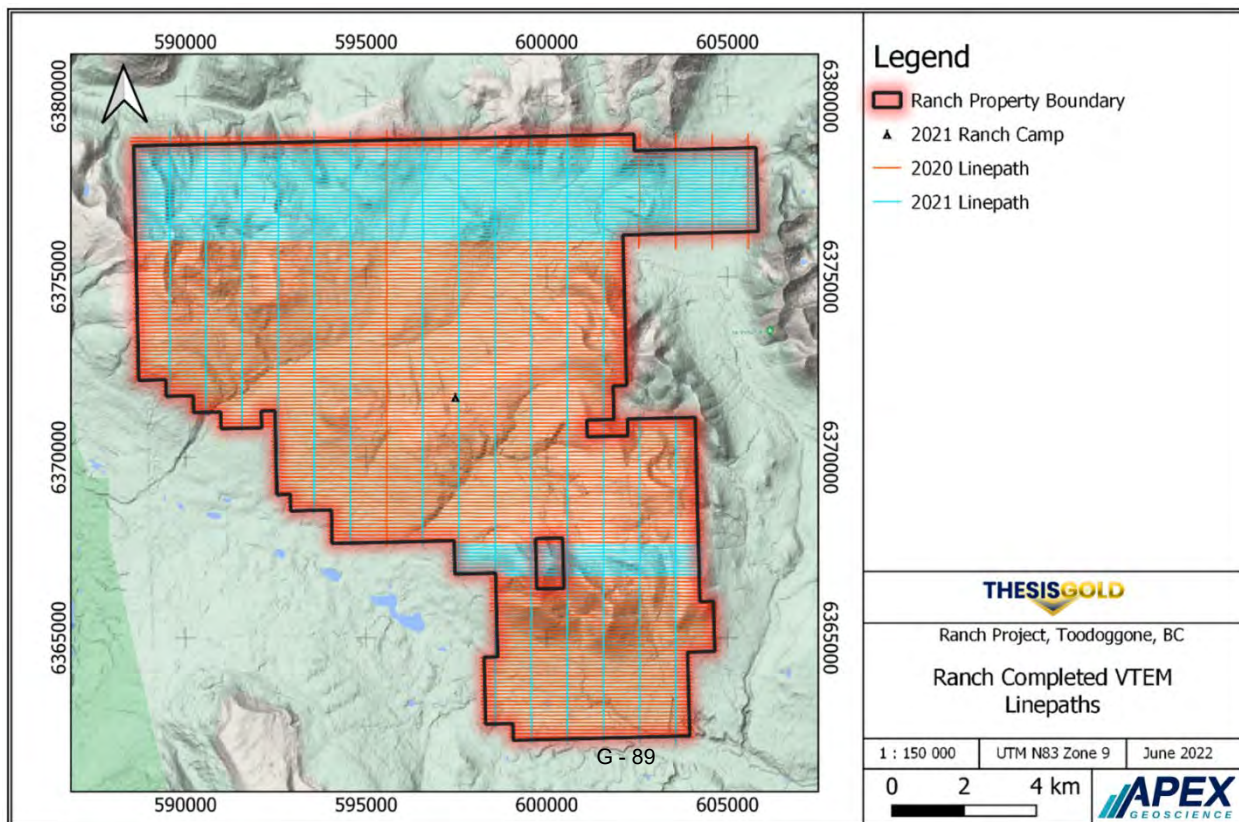 590000 595000 600000 605000
6380000
6375000
6370000
6365000
6380000
6375000
6370000
6365000
G - 89
590000 595000 600000 605000
Legend
Ranch Property Boundary
2021 Ranch Camp
2020 Linepath
2021 Linepath
THESISGOLD
Ranch Project, Toodoggone, BC
Ranch Completed VTEM
Linepaths
1 : 150 000 UTM N83 Zone 9 June 2022
0 2 4 km
APEX
GEOSCIENCE